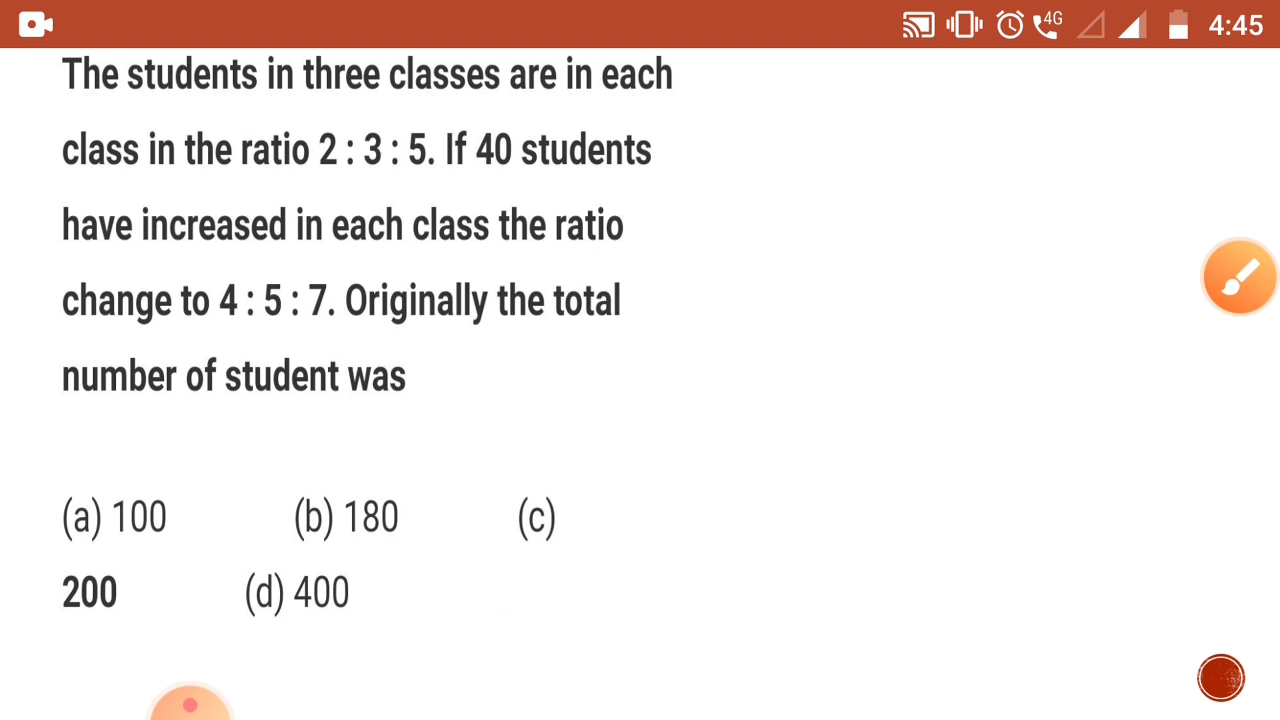 4G 4:45
The students in three classes are in each
class in the ratio 2 : 3 : 5. If 40 students
have increased in each class the ratio
change to 4 : 5 : 7. Originally the total
number of student was
(a) 100 (b) 180 (c)
200 (d) 400